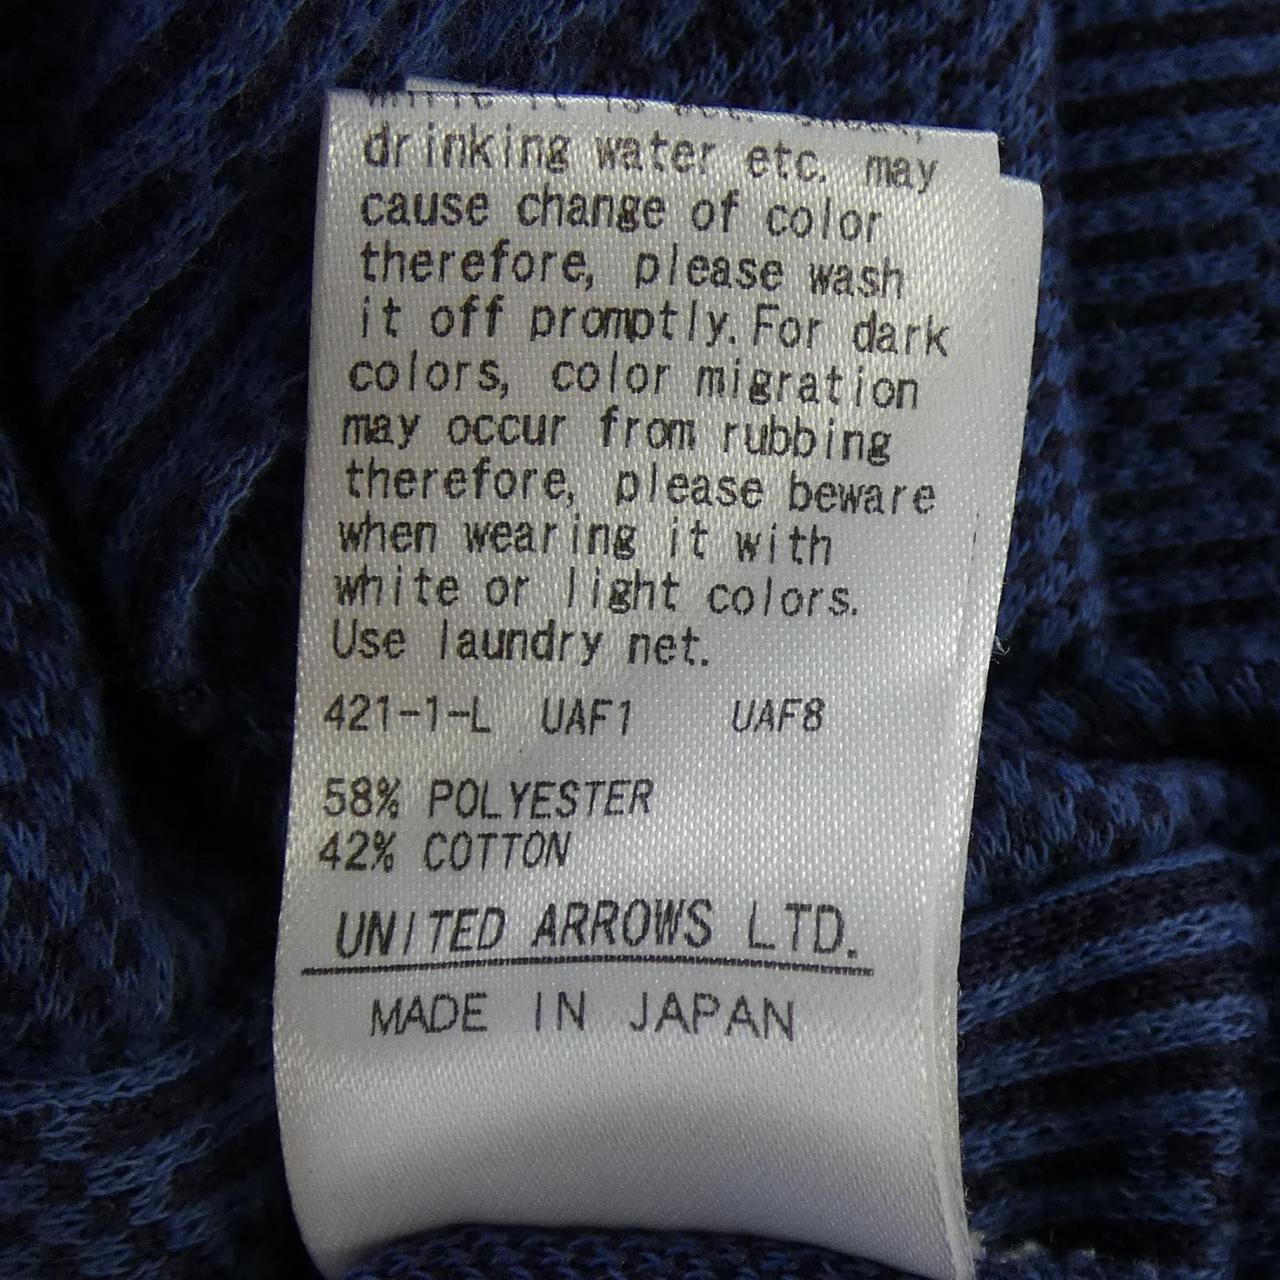 drinking water etc. may
cause change of color
therefore, please wash
it off promptly. For dark
colors, color migration
may occur from rubbing
therefore, please beware
when wearing it with
white or light colors.
Use laundry net.
421-1-L UAF1 UAF8
58% POLYESTER
42% COTTON
UNITED ARROWS LTD.
MADE IN JAPAN